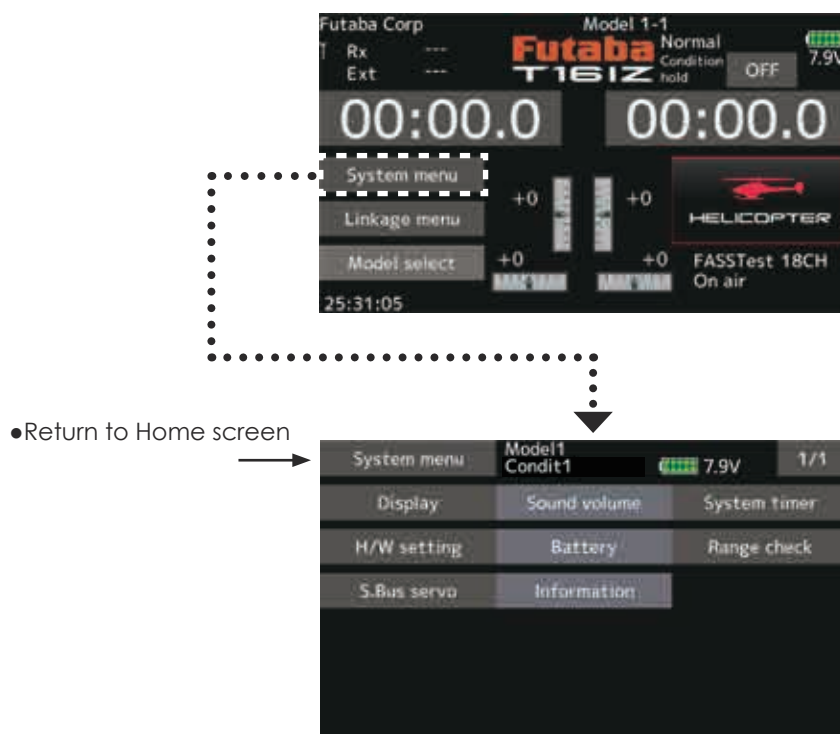 Futaba Corp
Model 1-1
Rx ---
Ext ---
Futaba
T16IZ
Normal
Condition hold
OFF
7.9V
00:00.0
00:00.0
System menu
Linkage menu
Model select
+0
+0
+0
+0
HELICOPTER
FASSTest 18CH
On air
25:31:05
●Return to Home screen
System menu
Model1
Condit1
7.9V
1/1
Display
Sound volume
System timer
H/W setting
Battery
Range check
S.Bus servo
Information